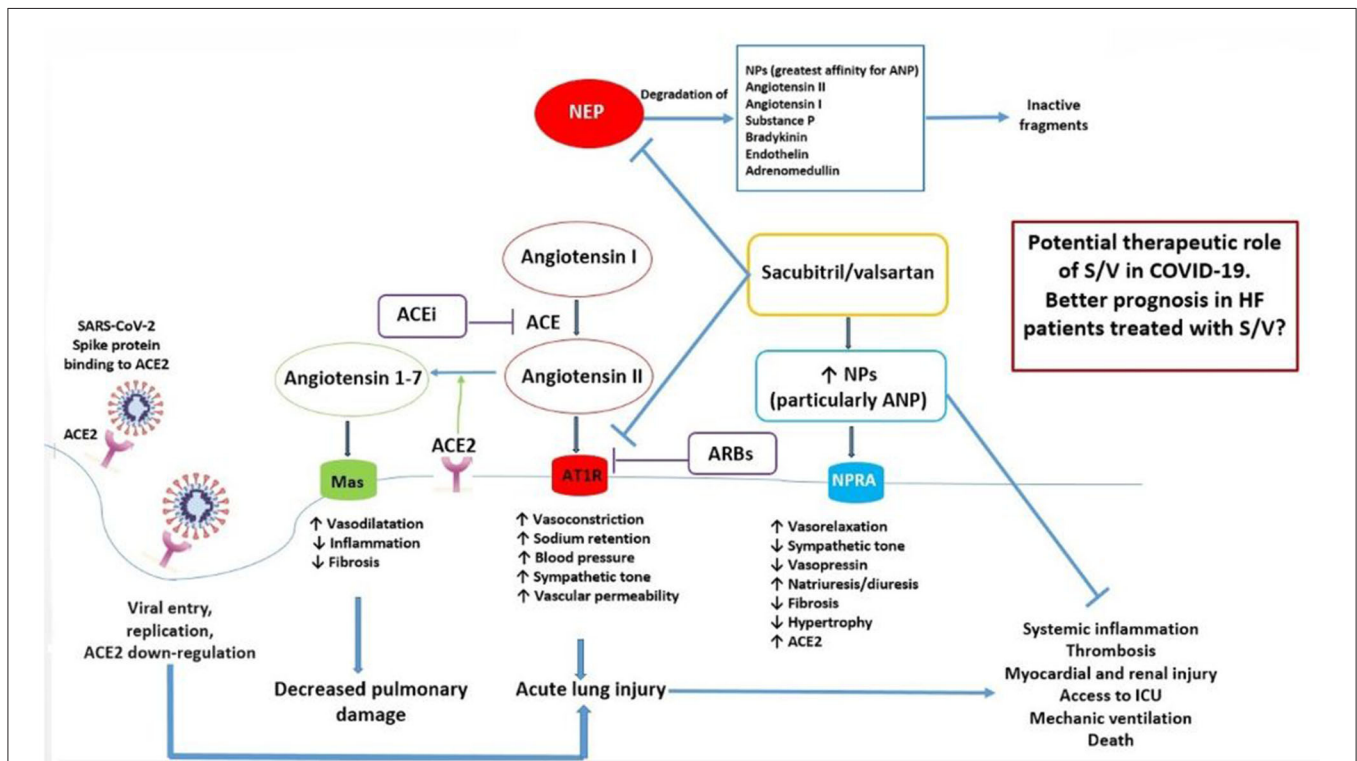 NEP
Degradation of
NPs (greatest affinity for ANP)
Angiotensin II
Angiotensin I
Substance P
Bradykinin
Endothelin
Adrenomedullin
Inactive
fragments
Angiotensin I
Sacubitril/valsartan
Potential therapeutic role
of S/V in COVID-19.
Better prognosis in HF
patients treated with S/V?
ACEi
ACE
SARS-CoV-2
Spike protein
binding to ACE2
Angiotensin 1-7
Angiotensin II
↑ NPs
(particularly ANP)
ACE2
ACE2
ARBs
Mas
AT1R
NPRA
↑ Vasodilatation
↓ Inflammation
↓ Fibrosis
↑ Vasoconstriction
↑ Sodium retention
↑ Blood pressure
↑ Sympathetic tone
↑ Vascular permeability
↑ Vasorelaxation
↓ Sympathetic tone
↓ Vasopressin
↑ Natriuresis/diuresis
↓ Fibrosis
↓ Hypertrophy
↑ ACE2
Viral entry,
replication,
ACE2 down-regulation
Decreased pulmonary
damage
Acute lung injury
Systemic inflammation
Thrombosis
Myocardial and renal injury
Access to ICU
Mechanic ventilation
Death